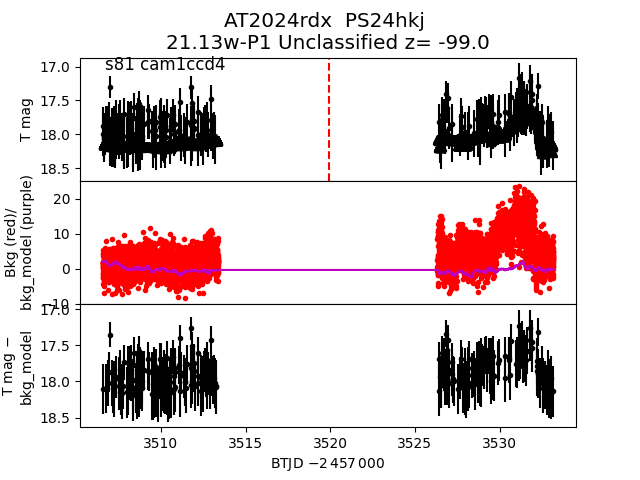 AT2024rdx  PS24hkj
21.13w-P1 Unclassified z= -99.0
s81 cam1ccd4
17.0
17.5
18.0
18.5
T mag
20
10
0
−10
Bkg (red)/
bkg_model (purple)
17.0
17.5
18.0
18.5
T mag −
bkg_model
3510 3515 3520 3525 3530
BTJD −2 457 000